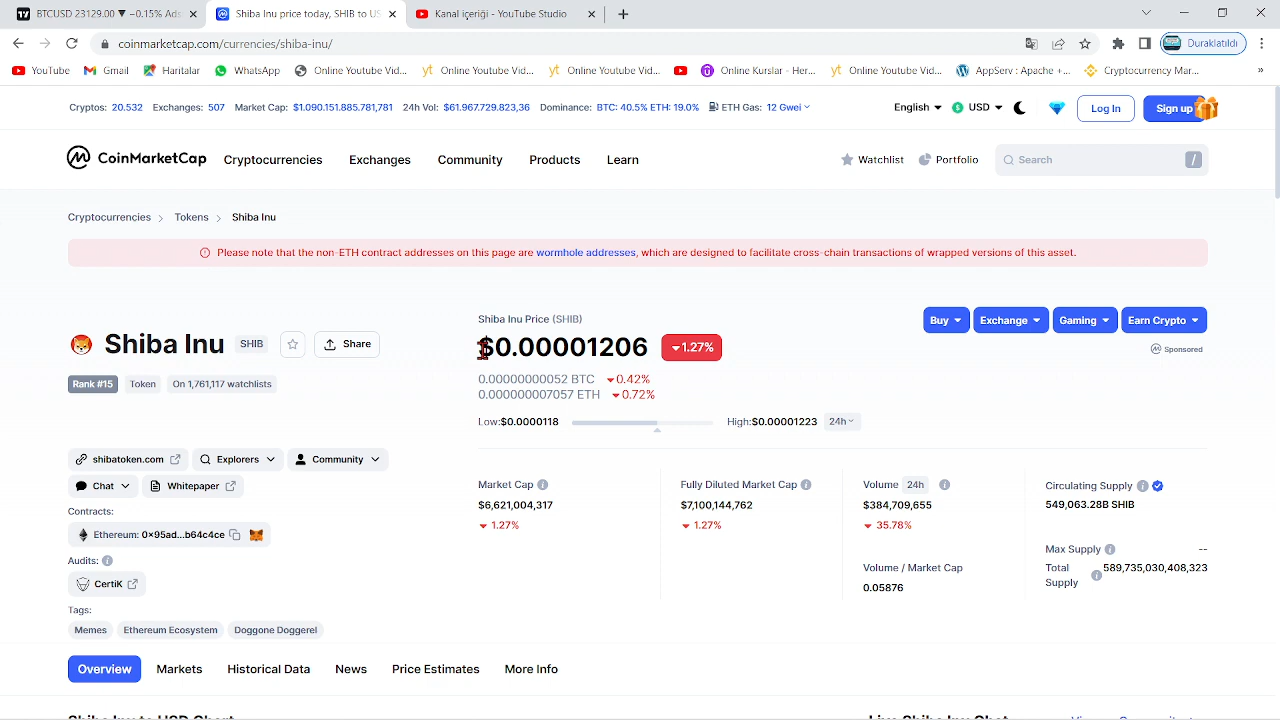 BTCUSD 23129.00 ▼ −0.15% Ads
Shiba Inu price today, SHIB to US
Kanal içeriği - YouTube Studio
coinmarketcap.com/currencies/shiba-inu/
Duraklatıldı
YouTube
Gmail
Haritalar
WhatsApp
Online Youtube Vid...
Online Youtube Vid...
Online Youtube Vid...
Online Kurslar - Her...
Online Youtube Vid...
AppServ : Apache +...
Cryptocurrency Mar...
»
Cryptos: 20.532 Exchanges: 507 Market Cap: $1.090.151.885.781,781 24h Vol: $61.967.729.823,36 Dominance: BTC: 40.5% ETH: 19.0% ETH Gas: 12 Gwei
English USD Log In Sign up
CoinMarketCap Cryptocurrencies Exchanges Community Products Learn
Watchlist Portfolio Search /
Cryptocurrencies > Tokens > Shiba Inu
Please note that the non-ETH contract addresses on this page are wormhole addresses, which are designed to facilitate cross-chain transactions of wrapped versions of this asset.
Shiba Inu SHIB Share
Rank #15 Token On 1,761,117 watchlists
shibatoken.com Explorers Community
Chat Whitepaper
Contracts:
Ethereum: 0x95ad...b64c4ce
Audits:
CertiK
Tags:
Memes Ethereum Ecosystem Doggone Doggerel
Shiba Inu Price (SHIB)
$0.00001206 1.27%
0.00000000052 BTC 0.42%
0.000000007057 ETH 0.72%
Low:$0.0000118 High:$0.00001223 24h
Buy Exchange Gaming Earn Crypto
Sponsored
Market Cap
$6,621,004,317
1.27%
Fully Diluted Market Cap
$7,100,144,762
1.27%
Volume 24h
$384,709,655
35.78%
Volume / Market Cap
0.05876
Circulating Supply
549,063.28B SHIB
Max Supply --
Total Supply 589,735,030,408,323
Overview Markets Historical Data News Price Estimates More Info
Shiba Inu to USD Chart
Live Shiba Inu Chat